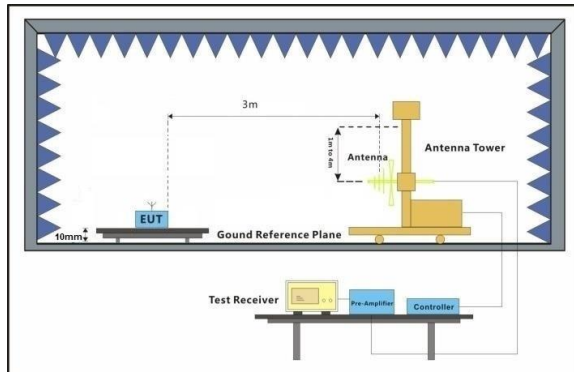 3m
1m to 4m
Antenna
Antenna Tower
EUT
10mm
Gound Reference Plane
Test Receiver
Pre-Amplifier
Controller